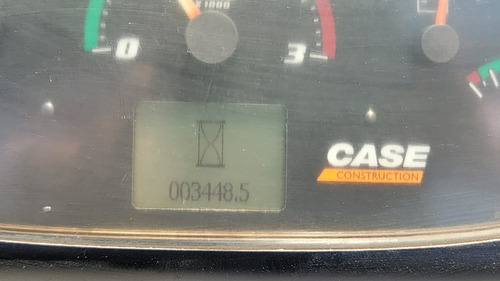 X1000
0
3
003448.5
CASE
CONSTRUCTION